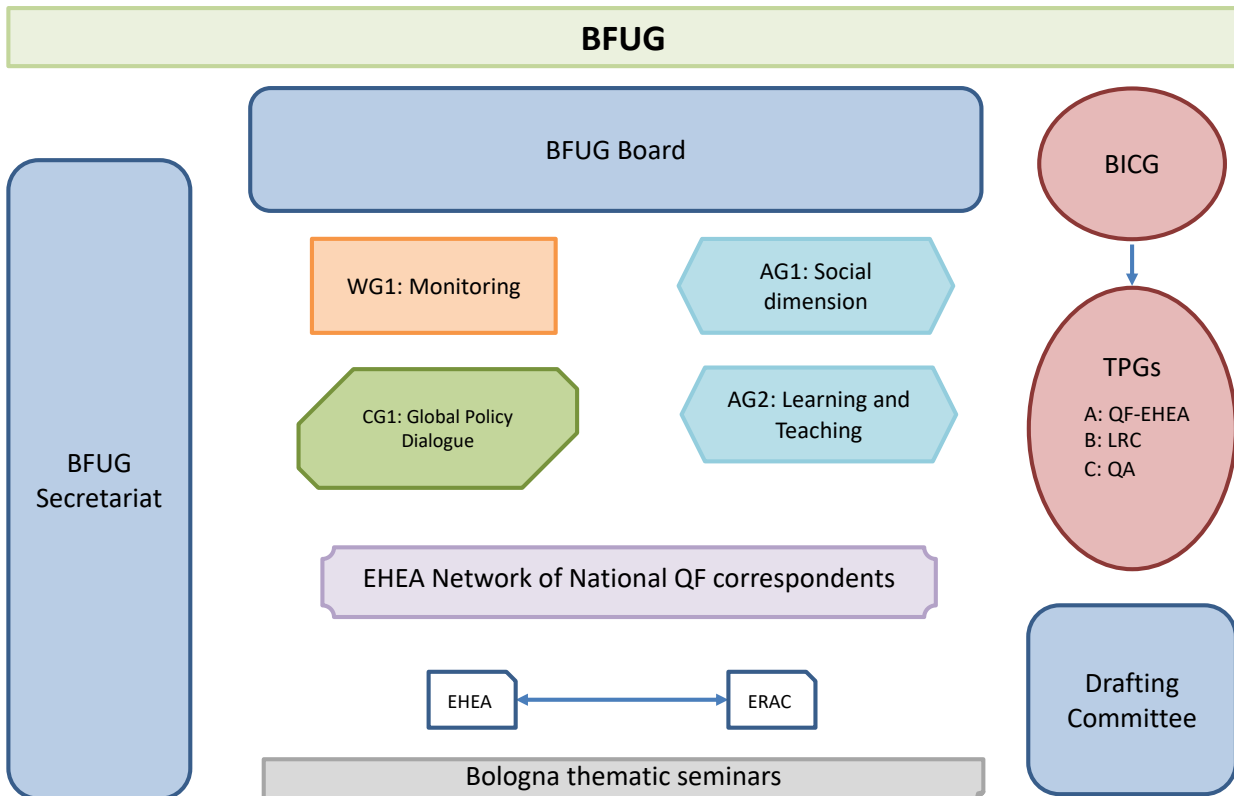 BFUG
BFUG Board
BICG
WG1: Monitoring
AG1: Social
dimension
CG1: Global Policy
Dialogue
AG2: Learning and
Teaching
TPGs
A: QF-EHEA
B: LRC
C: QA
BFUG
Secretariat
EHEA Network of National QF correspondents
EHEA
ERAC
Drafting
Committee
Bologna thematic seminars